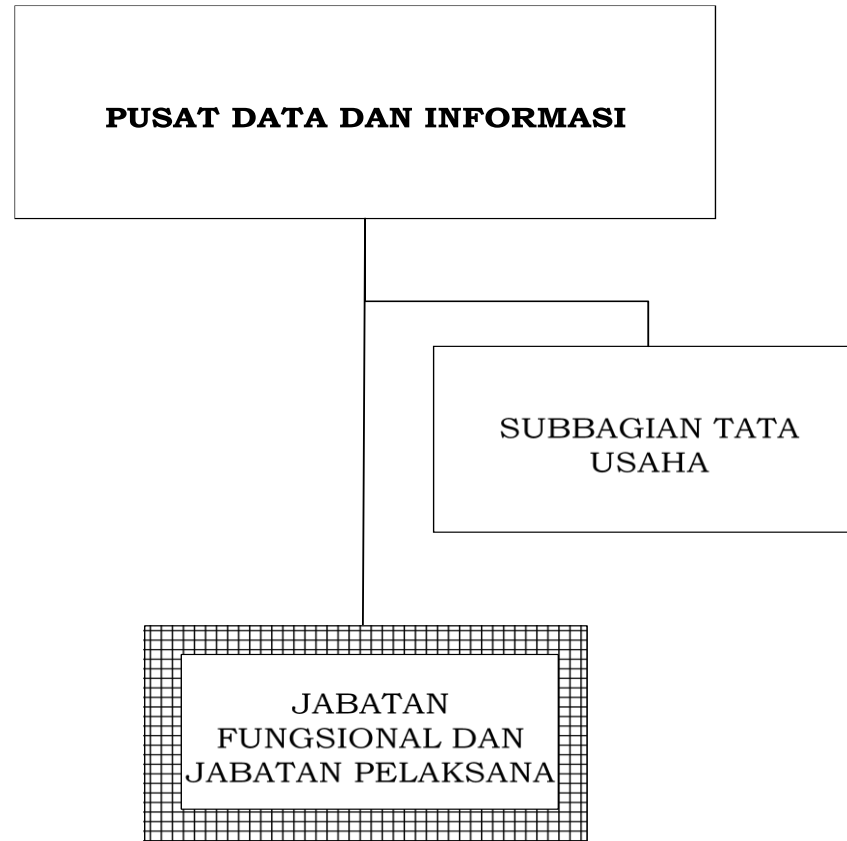 PUSAT DATA DAN INFORMASI
SUBBAGIAN TATA
USAHA
JABATAN
FUNGSIONAL DAN
JABATAN PELAKSANA